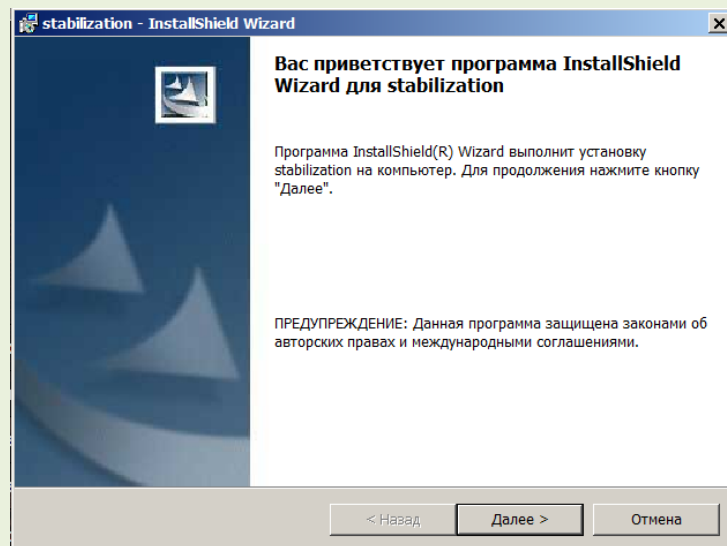 stabilization - InstallShield Wizard
Вас приветствует программа InstallShield
Wizard для stabilization
Программа InstallShield(R) Wizard выполнит установку
stabilization на компьютер. Для продолжения нажмите кнопку
"Далее".
ПРЕДУПРЕЖДЕНИЕ: Данная программа защищена законами об
авторских правах и международными соглашениями.
< Назад
Далее >
Отмена